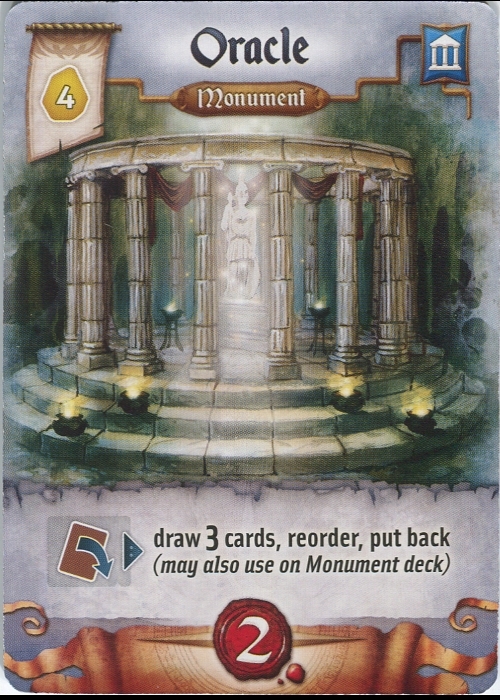 Oracle
4
Monument
draw 3 cards, reorder, put back
(may also use on Monument deck)
2